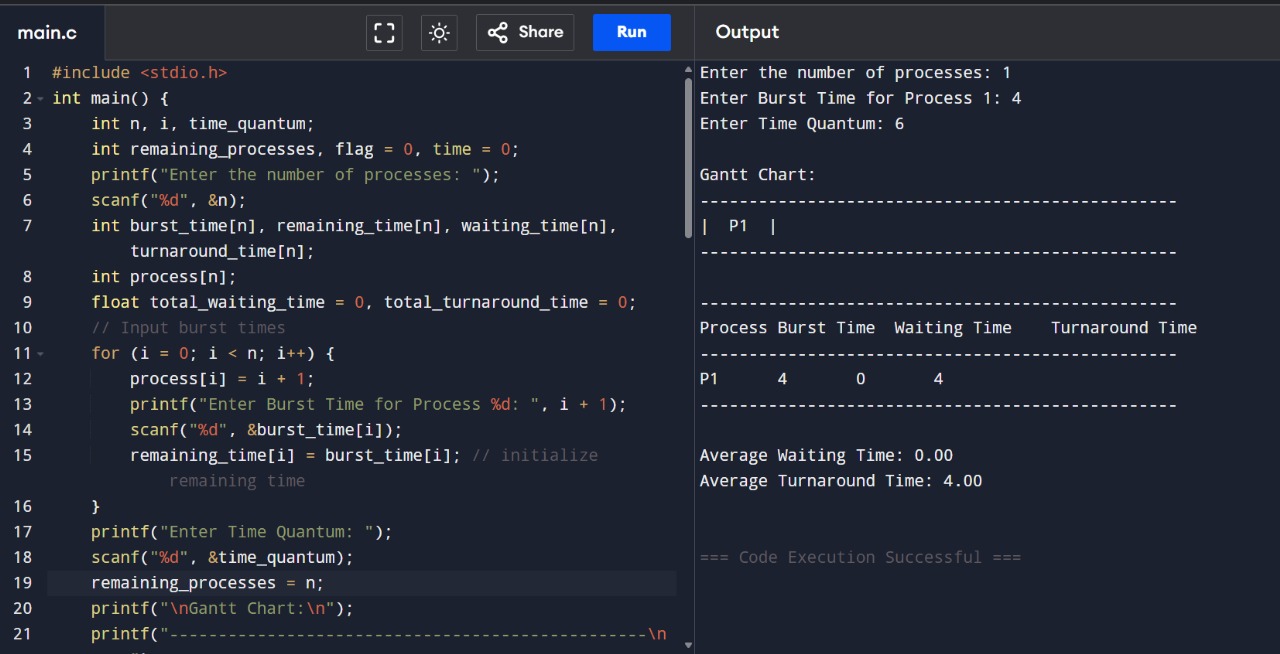 main.c
Share
Run
Output
1 #include <stdio.h>
2 int main() {
3 int n, i, time_quantum;
4 int remaining_processes, flag = 0, time = 0;
5 printf("Enter the number of processes: ");
6 scanf("%d", &n);
7 int burst_time[n], remaining_time[n], waiting_time[n],
turnaround_time[n];
8 int process[n];
9 float total_waiting_time = 0, total_turnaround_time = 0;
10 // Input burst times
11 for (i = 0; i < n; i++) {
12 process[i] = i + 1;
13 printf("Enter Burst Time for Process %d: ", i + 1);
14 scanf("%d", &burst_time[i]);
15 remaining_time[i] = burst_time[i]; // initialize
remaining time
16 }
17 printf("Enter Time Quantum: ");
18 scanf("%d", &time_quantum);
19 remaining_processes = n;
20 printf("\nGantt Chart:\n");
21 printf("-------------------------------------------------\n
Enter the number of processes: 1
Enter Burst Time for Process 1: 4
Enter Time Quantum: 6
Gantt Chart:
-------------------------------------------------
|  P1  |
-------------------------------------------------
-------------------------------------------------
Process Burst Time  Waiting Time    Turnaround Time
-------------------------------------------------
P1      4       0       4
-------------------------------------------------
Average Waiting Time: 0.00
Average Turnaround Time: 4.00
=== Code Execution Successful ===